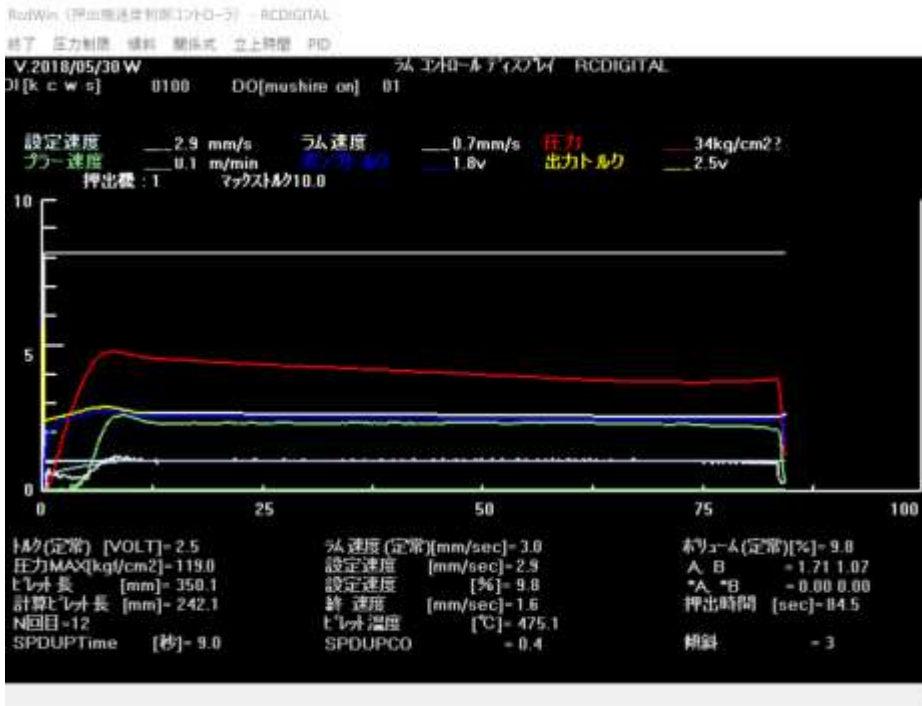 RcdWin (押出機速度制御コントローラ) - RCDIGITAL
終了 圧力制限 傾斜 関係式 立上時間 PID
V.2018/05/30 W ラム コントロール ディスプレイ RCDIGITAL
DI[k c w s] 0100 DO[mushire on] 01
設定速度 2.9 mm/s ラム速度 0.7mm/s 圧力 34kg/cm2?
プラー速度 0.1 m/min ポンプトルク 1.8v 出力トルク 2.5v
押出機 : 1 マックストルク10.0
10
5
0
0 25 50 75 100
トルク(定常) [VOLT]= 2.5 ラム速度(定常)[mm/sec]= 3.0 ボリューム(定常)[%]= 9.8
圧力MAX[kgf/cm2]= 119.0 設定速度 [mm/sec]= 2.9 A, B = 1.71 1.07
ビレット長 [mm]= 350.1 設定速度 [%]= 9.8 *A, *B = 0.00 0.00
計算ビレット長 [mm]= 242.1 終 速度 [mm/sec]= 1.6 押出時間 [sec]= 84.5
N回目 =12 ビレット温度 [℃]= 475.1
SPDUPTime [秒]= 9.0 SPDUPCO = 0.4 傾斜 = 3